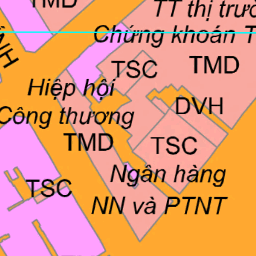 TMD
TT thị trườ
Chứng khoán T
NH
TSC
TMD
Hiệp hội
Công thương
DVH
TMD
TSC
Ngân hàng
TSC
NN và PTNT